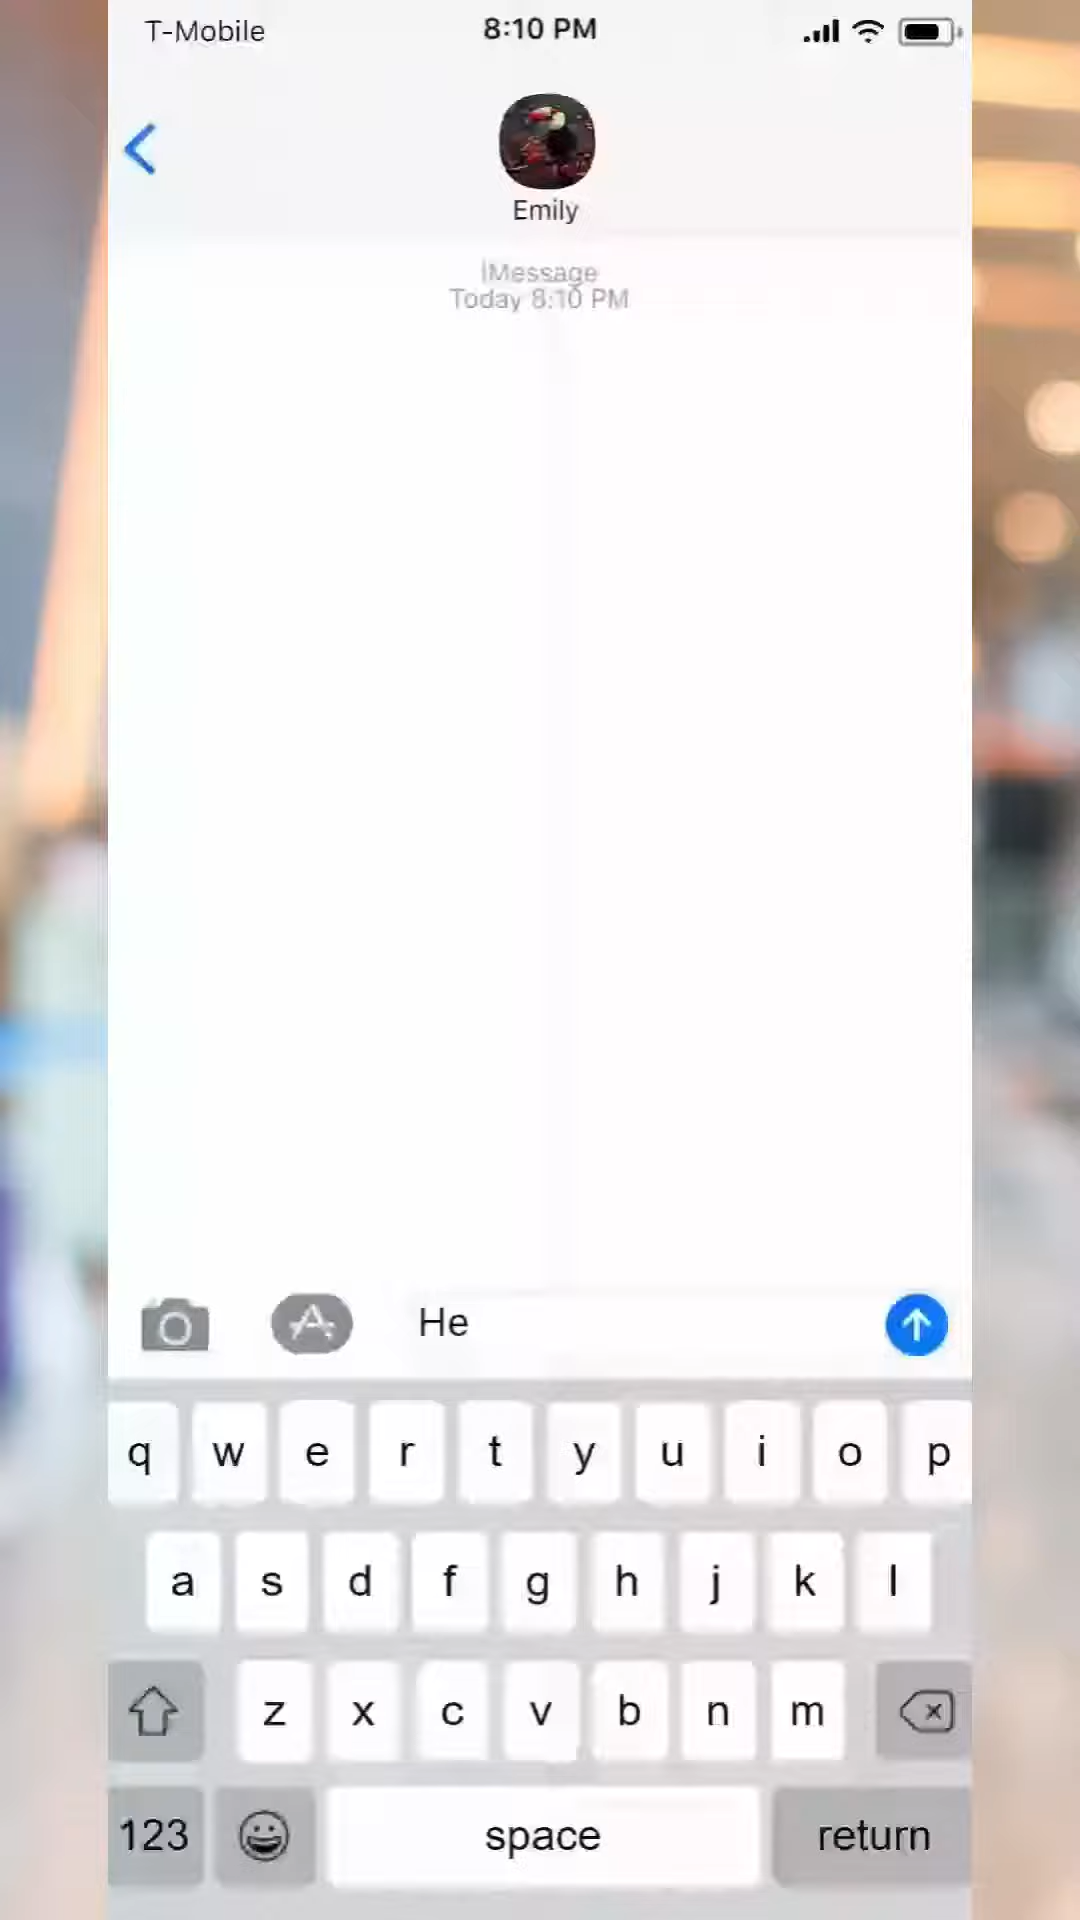 T-Mobile 8:10 PM
Emily
iMessage
Today 8:10 PM
He
q w e r t y u i o p
a s d f g h j k l
z x c v b n m
123 space return